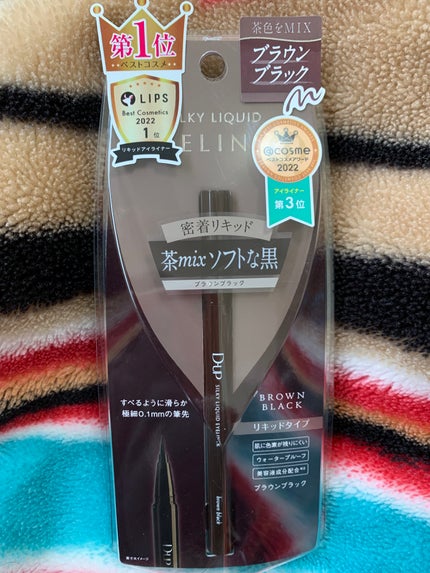 第1位
ベストコスメ
LIPS
Best Cosmetics
2022
1位
リキッドアイライナー
茶色をMIX
ブラウン
ブラック
LKY LIQUID
ELIN
@cosme
ベストコスメアワード
2022
アイライナー
第3位
密着リキッド
茶mixソフトな黒
ブラウンブラック
D-UP
SILKY LIQUID EYELINER
brown black
すべるように滑らか
極細0.1mmの筆先
BROWN
BLACK
リキッドタイプ
肌に色素が残りにくい
ウォータープルーフ
美容液成分配合
ブラウンブラック
D-UP